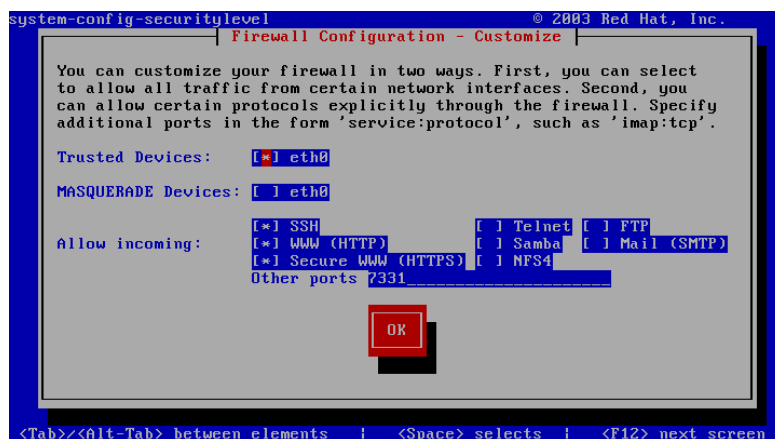 system-config-securitylevel © 2003 Red Hat, Inc.
Firewall Configuration - Customize
You can customize your firewall in two ways. First, you can select
to allow all traffic from certain network interfaces. Second, you
can allow certain protocols explicitly through the firewall. Specify
additional ports in the form 'service:protocol', such as 'imap:tcp'.
Trusted Devices: [*] eth0
MASQUERADE Devices: [ ] eth0
[*] SSH [ ] Telnet [ ] FTP
Allow incoming: [*] WWW (HTTP) [ ] Samba [ ] Mail (SMTP)
[*] Secure WWW (HTTPS) [ ] NFS4
Other ports 7331_____________________
OK
<Tab>/<Alt-Tab> between elements | <Space> selects | <F12> next screen